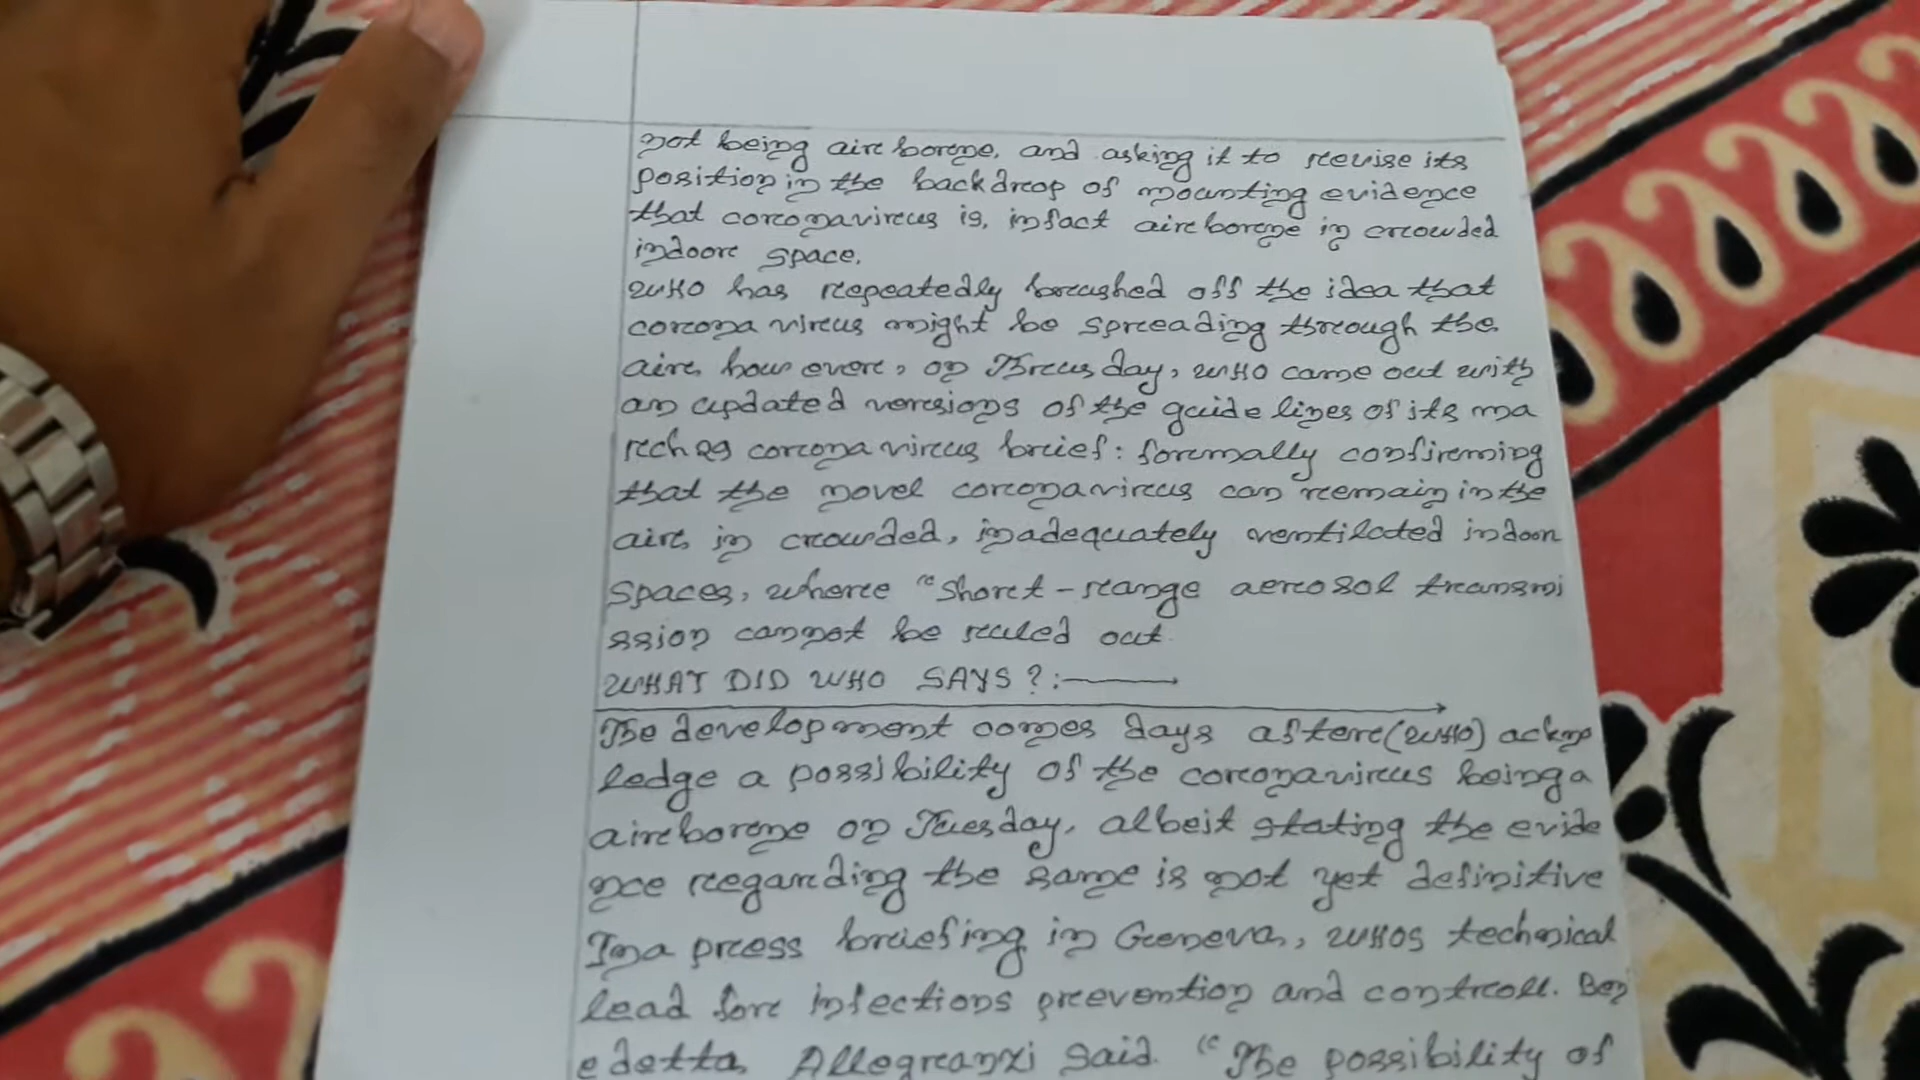 not being air borne, and asking it to revise its
position in the backdrop of mounting evidence
that coronavirus is, infact airborne in crowded
indoor space.
WHO has repeatedly brushed off the idea that
corona virus might be spreading through the
air, how ever, on Thrusday, WHO came out with
an updated versions of the guide lines of its ma
rch 29 corona virus brief: formally confirming
that the novel coronavirus can remain in the
air, in crowded, inadequately ventilated indoor
spaces, where "short-range aerosol transmi
ssion cannot be ruled out.
WHAT DID WHO SAYS?:
The development comes days after (WHO) ackno
ledge a possibility of the coronavirus being a
airborne on Tuesday, albeit stating the evide
nce regarding the same is not yet definitive
In a press briefing in Geneva, WHOs technical
lead for infections prevention and controll. Ben
edetta, Allegranxi said. "The possibility of